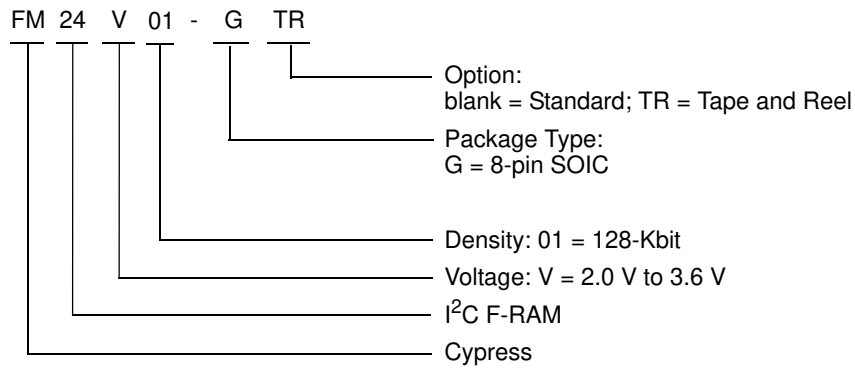 FM 24 V 01 - G TR
Option:
blank = Standard; TR = Tape and Reel
Package Type:
G = 8-pin SOIC
Density: 01 = 128-Kbit
Voltage: V = 2.0 V to 3.6 V
I²C F-RAM
Cypress